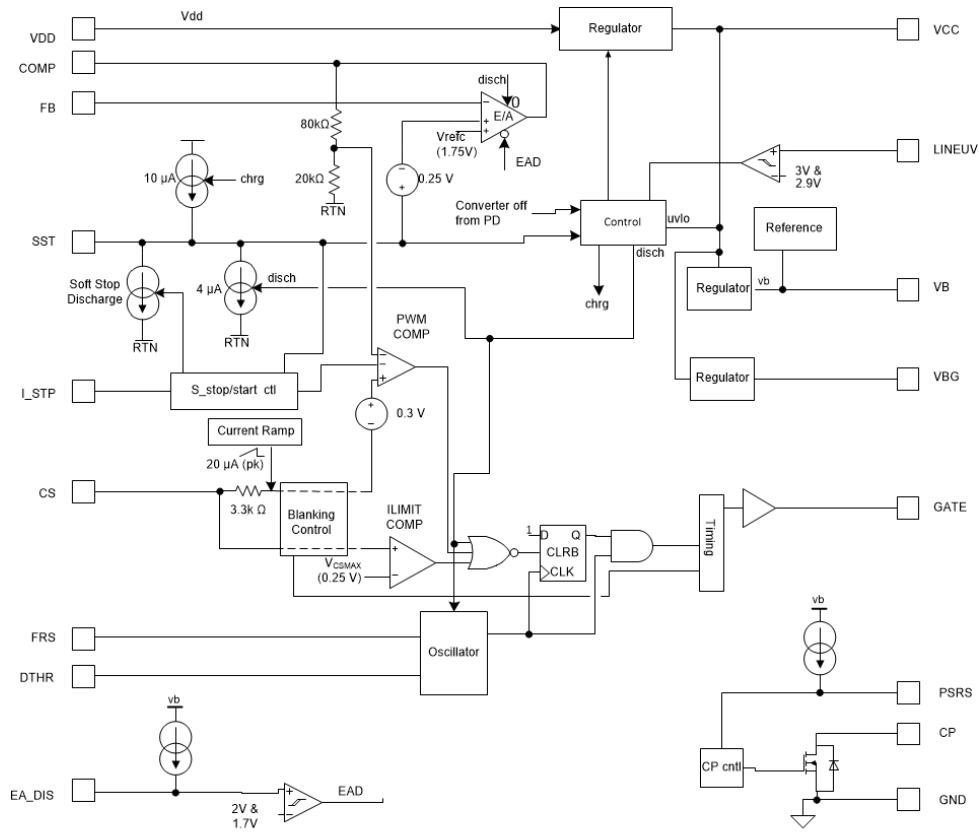 Vdd
VDD
Regulator
VCC
COMP
disch
FB
E/A
80kΩ
Vrefc
(1.75V)
EAD
LINEUV
3V &
2.9V
10 µA
chrg
20kΩ
0.25 V
RTN
Converter off
from PD
Control
uvlo
Reference
SST
disch
Soft Stop
Discharge
4 µA
disch
chrg
Regulator
vb
VB
RTN
RTN
PWM
COMP
I_STP
S_stop/start ctl
Regulator
VBG
0.3 V
Current Ramp
20 µA (pk)
CS
3.3k Ω
Blanking
Control
ILIMIT
COMP
GATE
Timing
1
D
Q
CLRB
CLK
VCSMAX
(0.25 V)
vb
FRS
Oscillator
DTHR
PSRS
vb
CP
CP cntl
EA_DIS
EAD
2V &
1.7V
GND